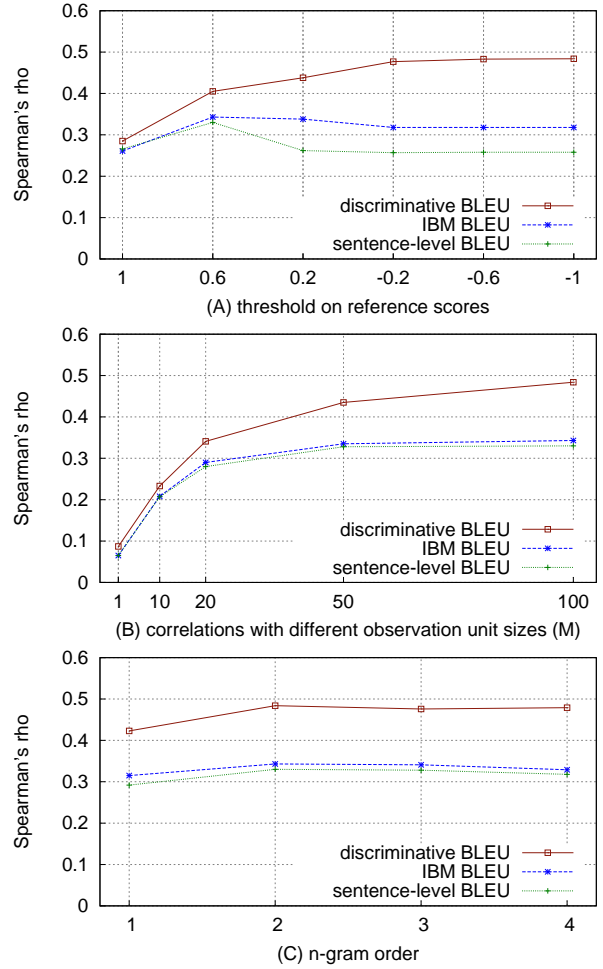 0.6
0.5
0.4
0.3
0.2
0.1
0
Spearman's rho
discriminative BLEU
IBM BLEU
sentence-level BLEU
1 0.6 0.2 -0.2 -0.6 -1
(A) threshold on reference scores
0.6
0.5
0.4
0.3
0.2
0.1
0
Spearman's rho
discriminative BLEU
IBM BLEU
sentence-level BLEU
1 10 20 50 100
(B) correlations with different observation unit sizes (M)
0.6
0.5
0.4
0.3
0.2
0.1
0
Spearman's rho
discriminative BLEU
IBM BLEU
sentence-level BLEU
1 2 3 4
(C) n-gram order